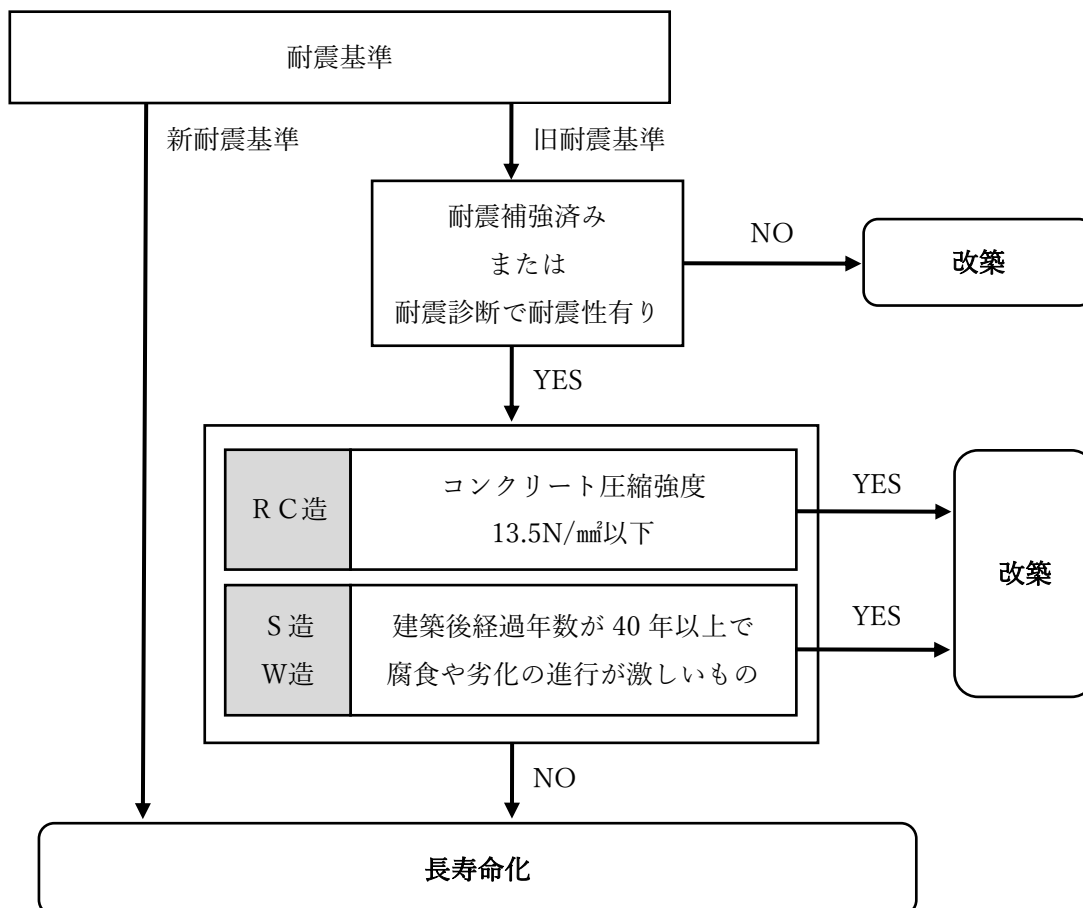 耐震基準
新耐震基準
旧耐震基準
耐震補強済み
または
耐震診断で耐震性有り
NO
改築
YES
ＲＣ造
コンクリート圧縮強度
13.5N/㎟以下
YES
Ｓ造
W造
建築後経過年数が 40 年以上で
腐食や劣化の進行が激しいもの
YES
改築
NO
長寿命化